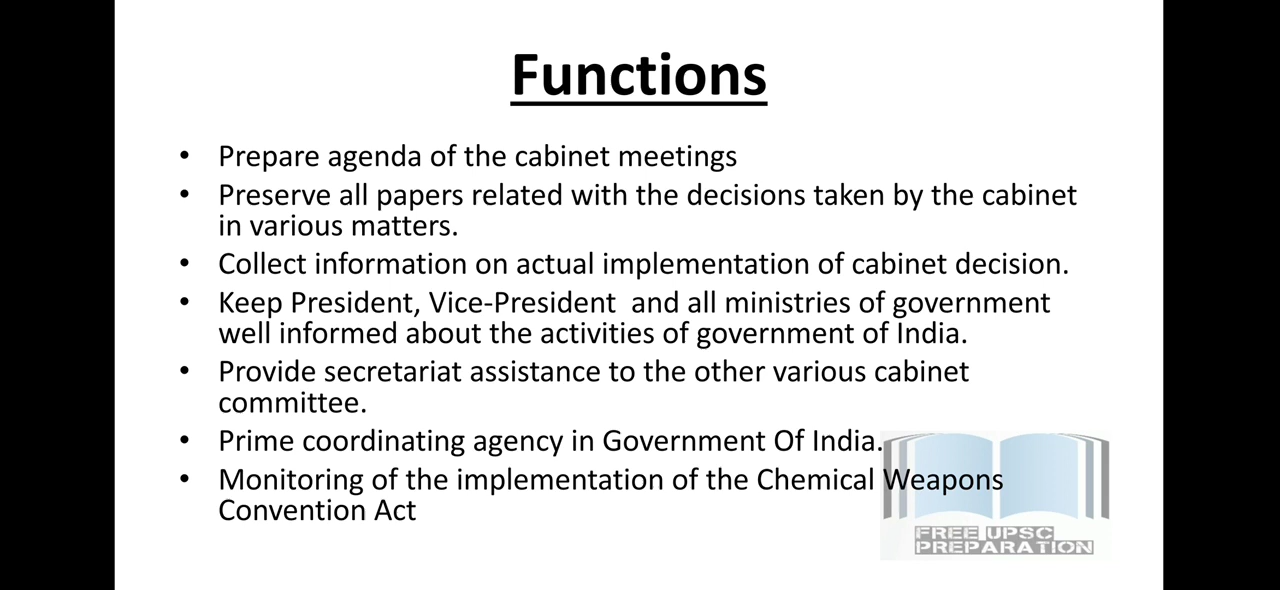 Functions
• Prepare agenda of the cabinet meetings
• Preserve all papers related with the decisions taken by the cabinet
in various matters.
• Collect information on actual implementation of cabinet decision.
• Keep President, Vice-President  and all ministries of government
well informed about the activities of government of India.
• Provide secretariat assistance to the other various cabinet
committee.
• Prime coordinating agency in Government Of India.
• Monitoring of the implementation of the Chemical Weapons
Convention Act
FREE UPSC
PREPARATION